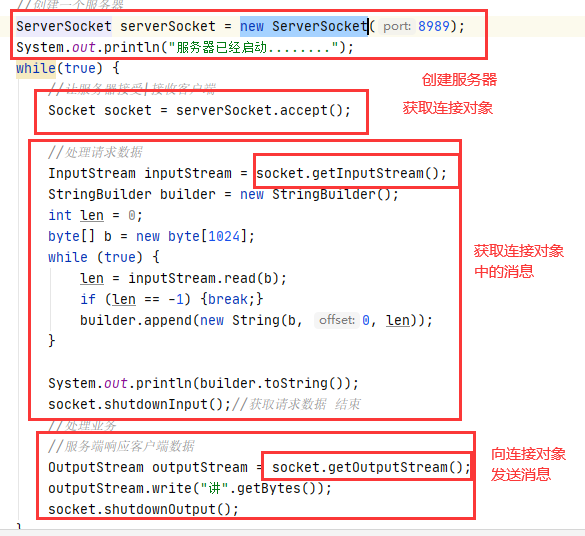 //创建一个服务器
ServerSocket serverSocket = new ServerSocket( port: 8989);
System.out.println("服务器已经启动........");
while(true) {
创建服务器
//让服务器接受|接收客户端
Socket socket = serverSocket.accept();
获取连接对象
//处理请求数据
InputStream inputStream = socket.getInputStream();
StringBuilder builder = new StringBuilder();
int len = 0;
byte[] b = new byte[1024];
while (true) {
len = inputStream.read(b);
if (len == -1) {break;}
builder.append(new String(b, offset: 0, len));
}
获取连接对象
中的消息
System.out.println(builder.toString());
socket.shutdownInput();//获取请求数据 结束
//处理业务
//服务端响应客户端数据
OutputStream outputStream = socket.getOutputStream();
outputStream.write("讲".getBytes());
socket.shutdownOutput();
向连接对象
发送消息
}